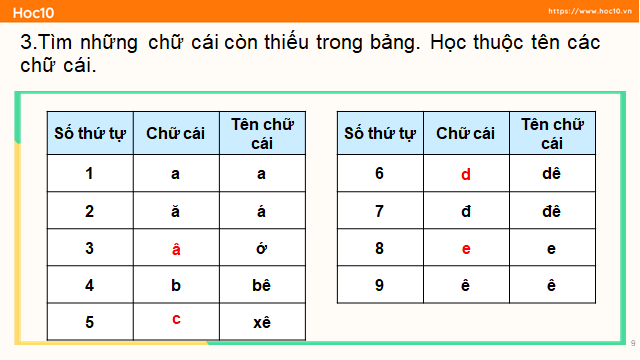 Hoc10
https://www.hoc10.vn
3.Tìm những chữ cái còn thiếu trong bảng. Học thuộc tên các
chữ cái.
Số thứ tự Chữ cái Tên chữ cái
1 a a
2 ă á
3 â ớ
4 b bê
5 c xê
Số thứ tự Chữ cái Tên chữ cái
6 d dê
7 đ đê
8 e e
9 ê ê
9